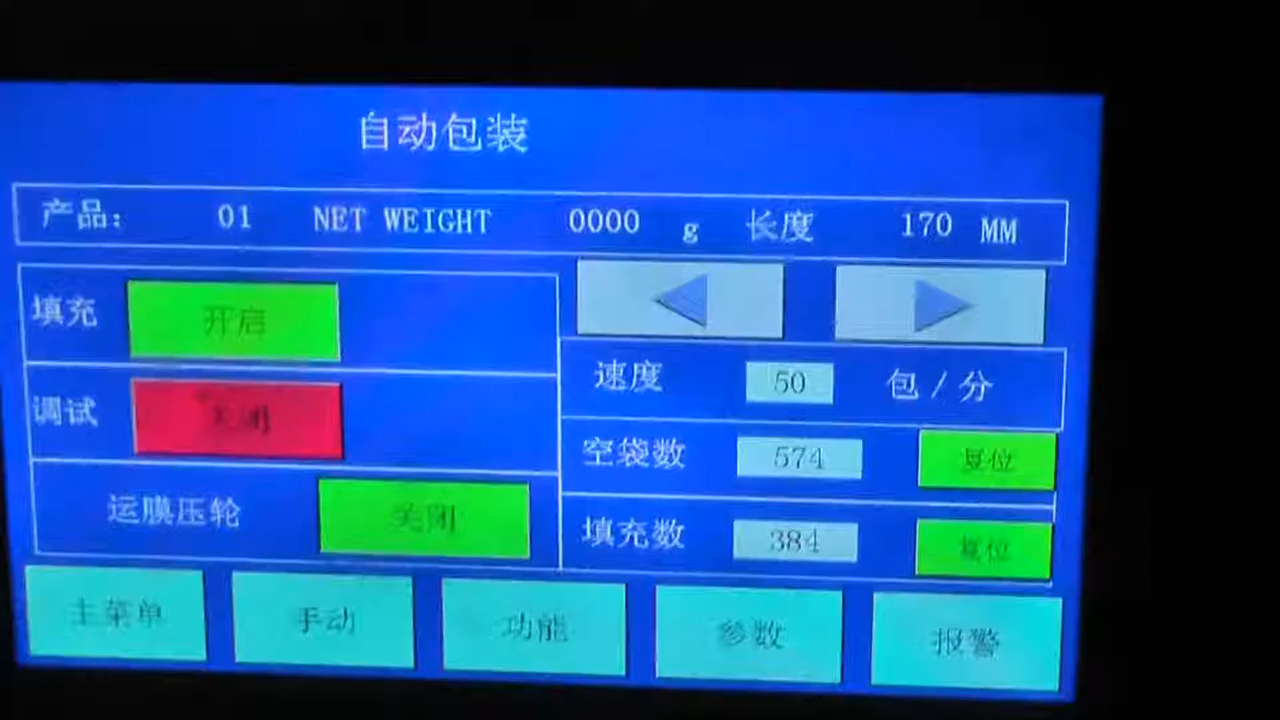 自动包装
产品: 01 NET WEIGHT 0000 g 长度 170 MM
填充 开启
调试 关闭
运膜压轮 关闭
速度 50 包/分
空袋数 574 复位
填充数 384 复位
主菜单 手动 功能 参数 报警